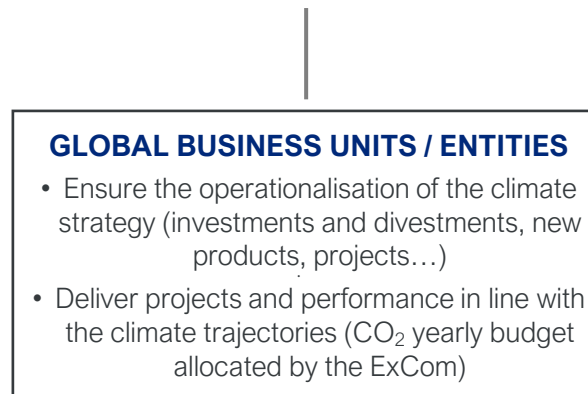 GLOBAL BUSINESS UNITS / ENTITIES
• Ensure the operationalisation of the climate
strategy (investments and divestments, new
products, projects…)
• Deliver projects and performance in line with
the climate trajectories (CO₂ yearly budget
allocated by the ExCom)